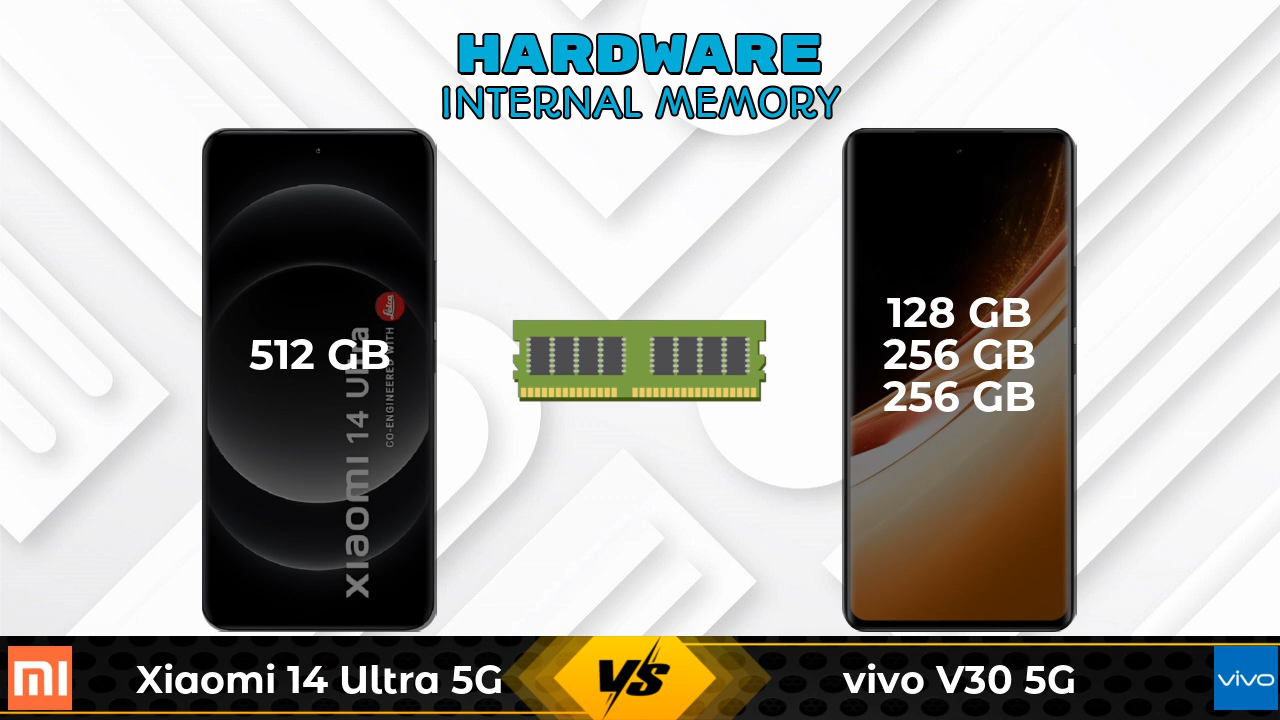 HARDWARE
INTERNAL MEMORY
512 GB
xiaomi 14 Ultra
CO-ENGINEERED WITH Leica
128 GB
256 GB
256 GB
mi
Xiaomi 14 Ultra 5G
VS
vivo V30 5G
vivo